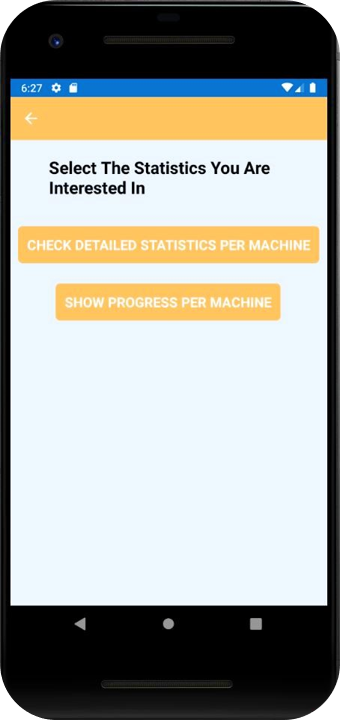 6:27
Select The Statistics You Are
Interested In
CHECK DETAILED STATISTICS PER MACHINE
SHOW PROGRESS PER MACHINE